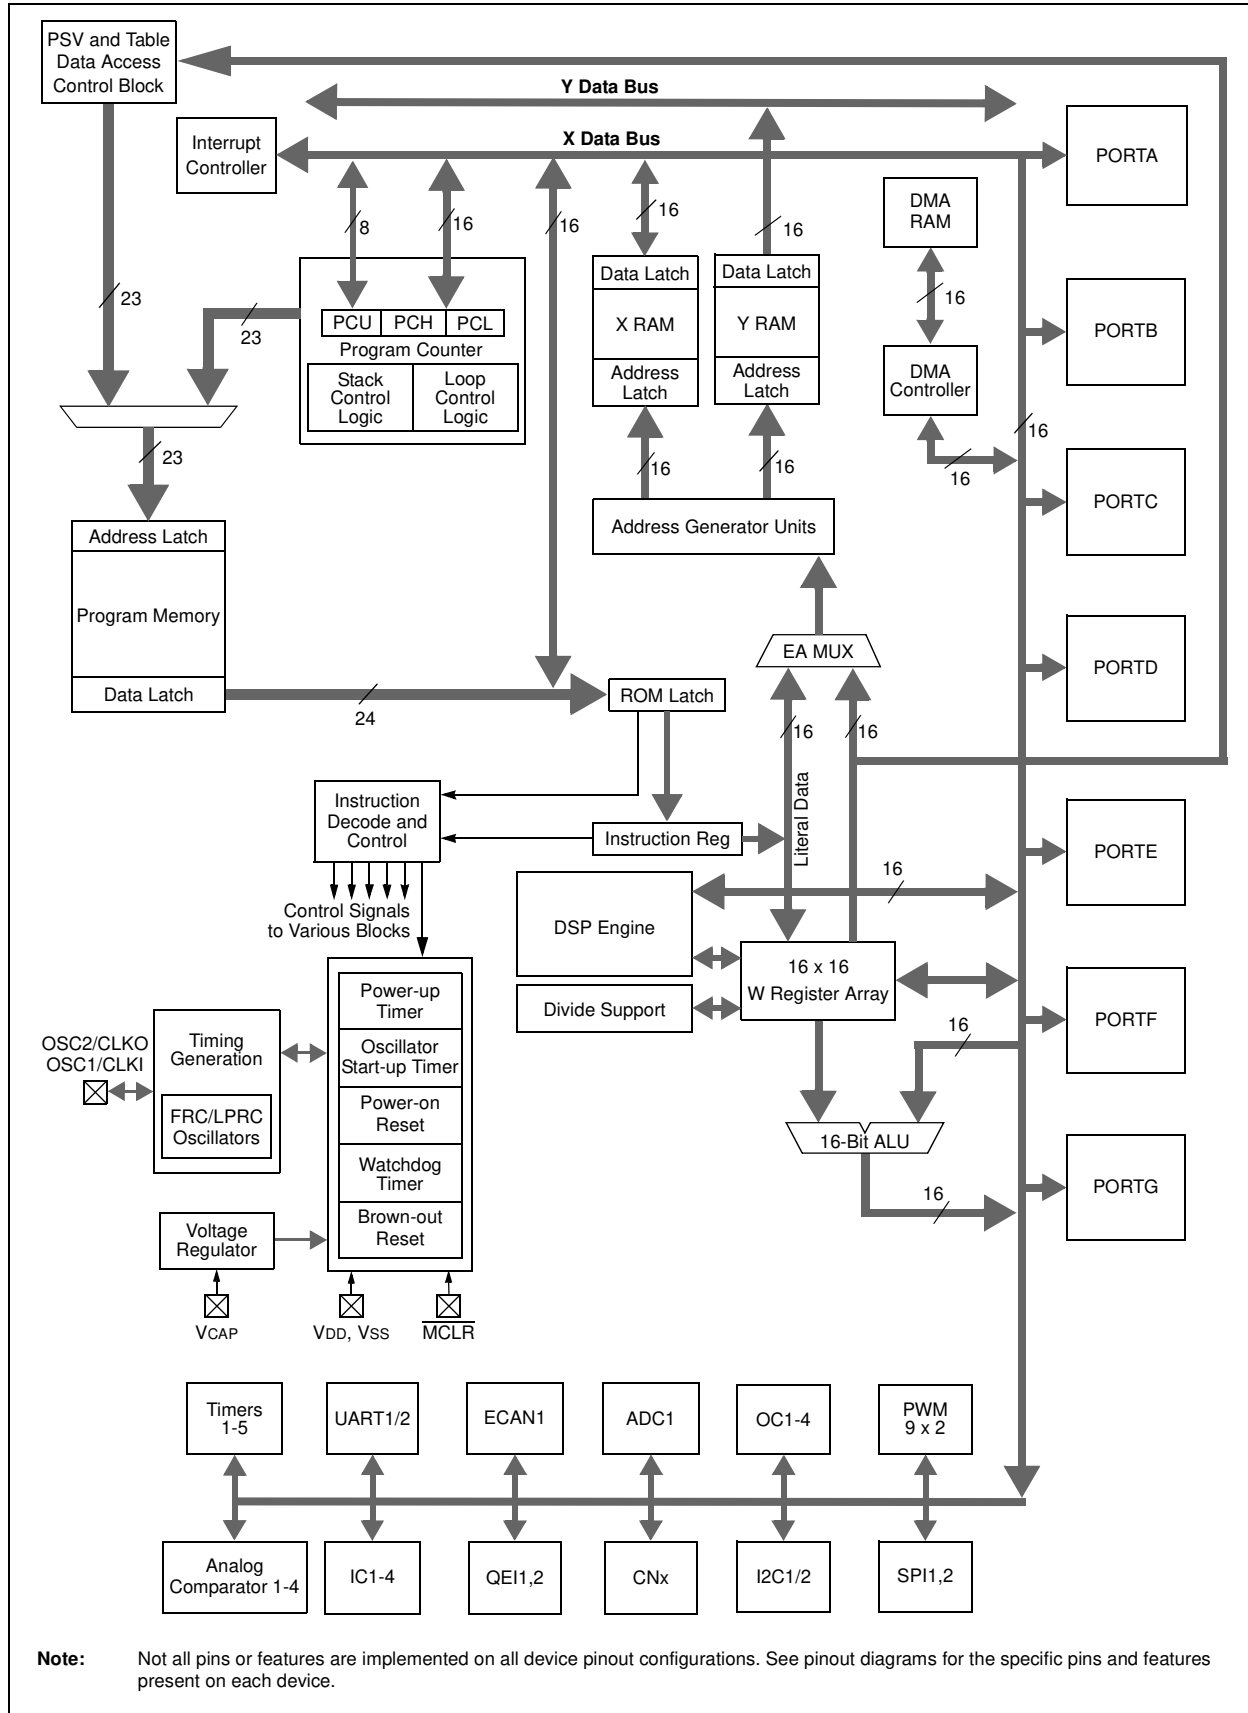 PSV and Table
Data Access
Control Block
Y Data Bus
Interrupt
Controller
X Data Bus
PORTA
8
16
16
16
16
DMA
RAM
16
23
23
Data Latch
X RAM
Address
Latch
Data Latch
Y RAM
Address
Latch
PORTB
PCU
PCH
PCL
Program Counter
Stack
Control
Logic
Loop
Control
Logic
DMA
Controller
16
16
23
16
16
PORTC
Address Generator Units
Address Latch
Program Memory
Data Latch
24
ROM Latch
EA MUX
PORTD
16
16
Literal Data
Instruction
Decode and
Control
Instruction Reg
PORTE
16
Control Signals
to Various Blocks
DSP Engine
16 x 16
W Register Array
Divide Support
PORTF
16
OSC2/CLKO
OSC1/CLKI
Timing
Generation
FRC/LPRC
Oscillators
Power-up
Timer
Oscillator
Start-up Timer
Power-on
Reset
Watchdog
Timer
Brown-out
Reset
16-Bit ALU
16
PORTG
Voltage
Regulator
VCAP
VDD, VSS
MCLR
Timers
1-5
UART1/2
ECAN1
ADC1
OC1-4
PWM
9 x 2
Analog
Comparator 1-4
IC1-4
QEI1,2
CNx
I2C1/2
SPI1,2
Note: Not all pins or features are implemented on all device pinout configurations. See pinout diagrams for the specific pins and features
present on each device.